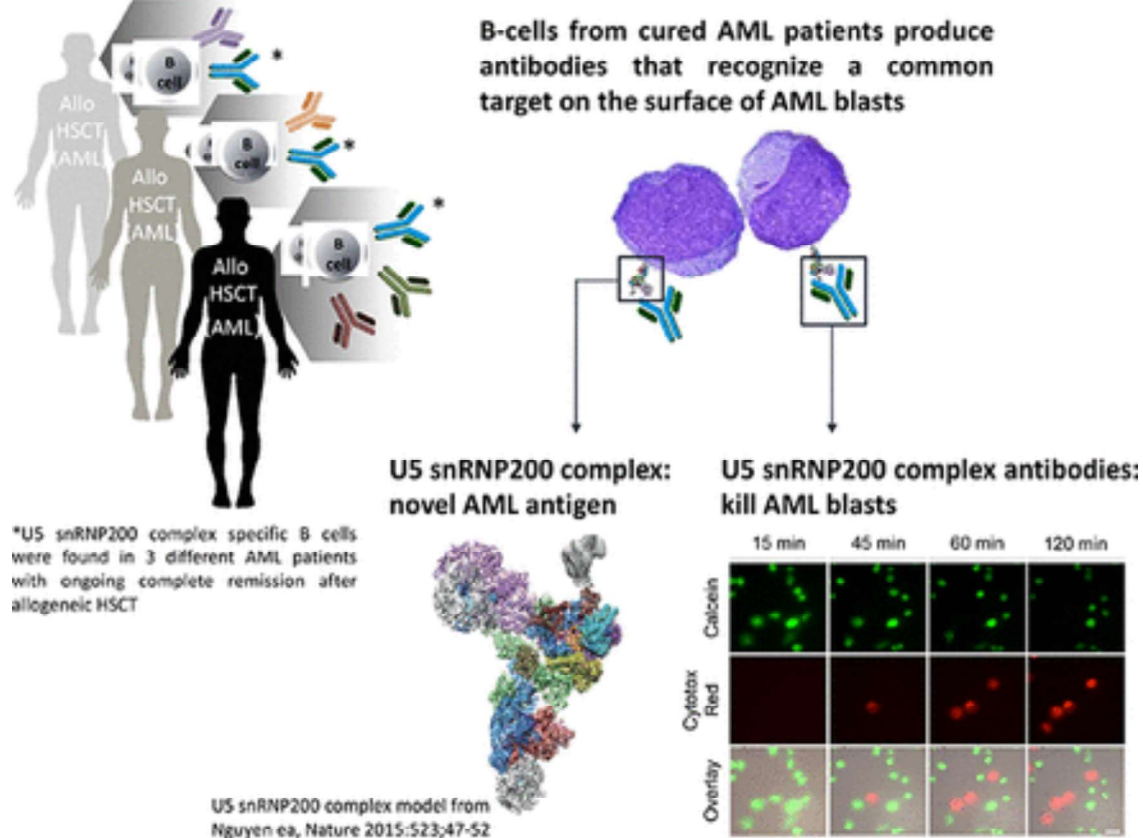 B
cell
*
Allo
HSCT
(AML)
B
cell
*
Allo
HSCT
(AML)
B
cell
*
Allo
HSCT
(AML)
*U5 snRNP200 complex specific B cells
were found in 3 different AML patients
with ongoing complete remission after
allogeneic HSCT
B-cells from cured AML patients produce
antibodies that recognize a common
target on the surface of AML blasts
U5 snRNP200 complex:
novel AML antigen
U5 snRNP200 complex model from
Nguyen ea, Nature 2015:523;47-52
U5 snRNP200 complex antibodies:
kill AML blasts
15 min 45 min 60 min 120 min
Calcein
Cytotox
Red
Overlay